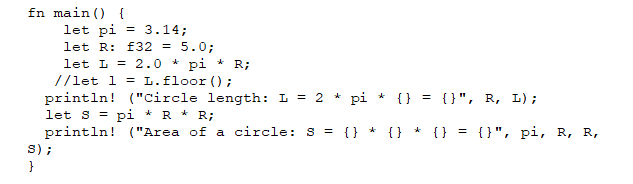 fn main() {
let pi = 3.14;
let R: f32 = 5.0;
let L = 2.0 * pi * R;
//let l = L.floor();
println! ("Circle length: L = 2 * pi * {} = {}", R, L);
let S = pi * R * R;
println! ("Area of a circle: S = {} * {} * {} = {}", pi, R, R,
S);
}